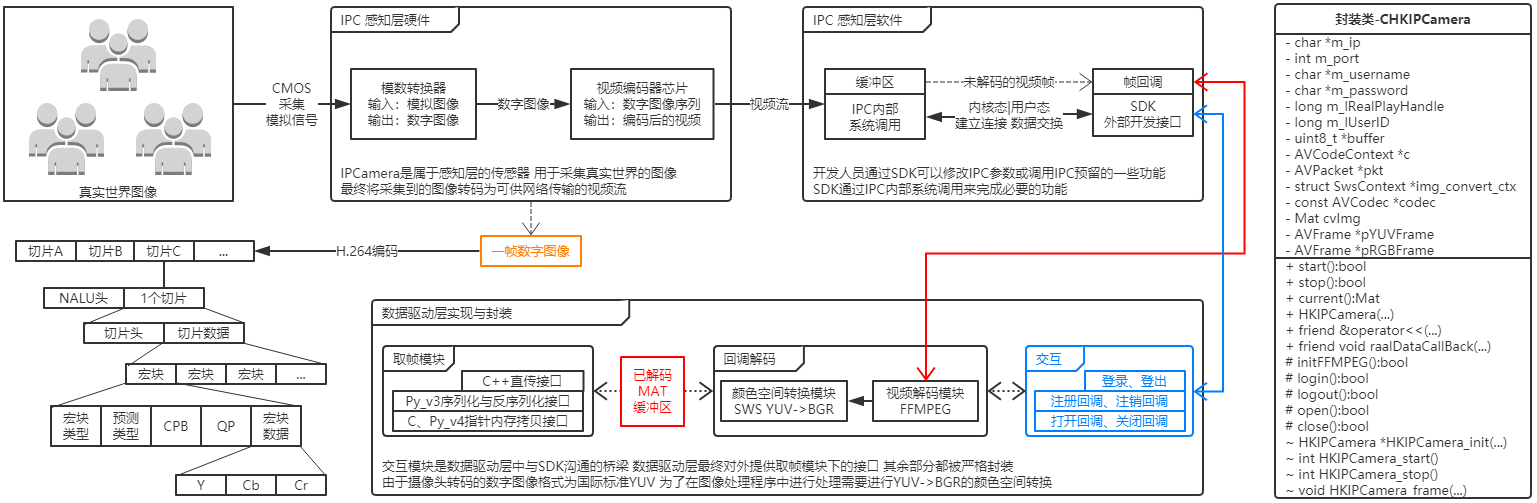 真实世界图像
CMOS
采集
模拟信号
IPC 感知层硬件
模数转换器
输入：模拟图像
输出：数字图像
数字图像
视频编码器芯片
输入：数字图像序列
输出：编码后的视频
IPCamera是属于感知层的传感器 用于采集真实世界的图像
最终将采集到的图像转码为可供网络传输的视频流
视频流
IPC 感知层软件
缓冲区
IPC内部
系统调用
未解码的视频帧
内核态|用户态
建立连接 数据交换
帧回调
SDK
外部开发接口
开发人员通过SDK可以修改IPC参数或调用IPC预留的一些功能
SDK通过IPC内部系统调用来完成必要的功能
一帧数字图像
H.264编码
切片A 切片B 切片C ...
NALU头 1个切片
切片头 切片数据
宏块 宏块 宏块 ...
宏块
类型
预测
类型
CPB
QP
宏块
数据
Y Cb Cr
数据驱动层实现与封装
取帧模块
C++直传接口
Py_v3序列化与反序列化接口
C、Py_v4指针内存拷贝接口
已解码
MAT
缓冲区
回调解码
颜色空间转换模块
SWS YUV->BGR
视频解码模块
FFMPEG
交互
登录、登出
注册回调、注销回调
打开回调、关闭回调
交互模块是数据驱动层中与SDK沟通的桥梁 数据驱动层最终对外提供取帧模块下的接口 其余部分都被严格封装
由于摄像头转码的数字图像格式为国际标准YUV 为了在图像处理程序中进行处理需要进行YUV->BGR的颜色空间转换
封装类-CHKIPCamera
- char *m_ip
- int m_port
- char *m_username
- char *m_password
- long m_lRealPlayHandle
- long m_lUserID
- uint8_t *buffer
- AVCodeContext *c
- AVPacket *pkt
- struct SwsContext *img_convert_ctx
- const AVCodec *codec
- Mat cvImg
- AVFrame *pYUVFrame
- AVFrame *pRGBFrame
+ start():bool
+ stop():bool
+ current():Mat
+ HKIPCamera(...)
+ friend &operator<<(...)
+ friend void raalDataCallBack(...)
# initFFMPEG():bool
# login():bool
# logout():bool
# open():bool
# close():bool
~ HKIPCamera *HKIPCamera_init(...)
~ int HKIPCamera_start()
~ int HKIPCamera_stop()
~ void HKIPCamera_frame(...)